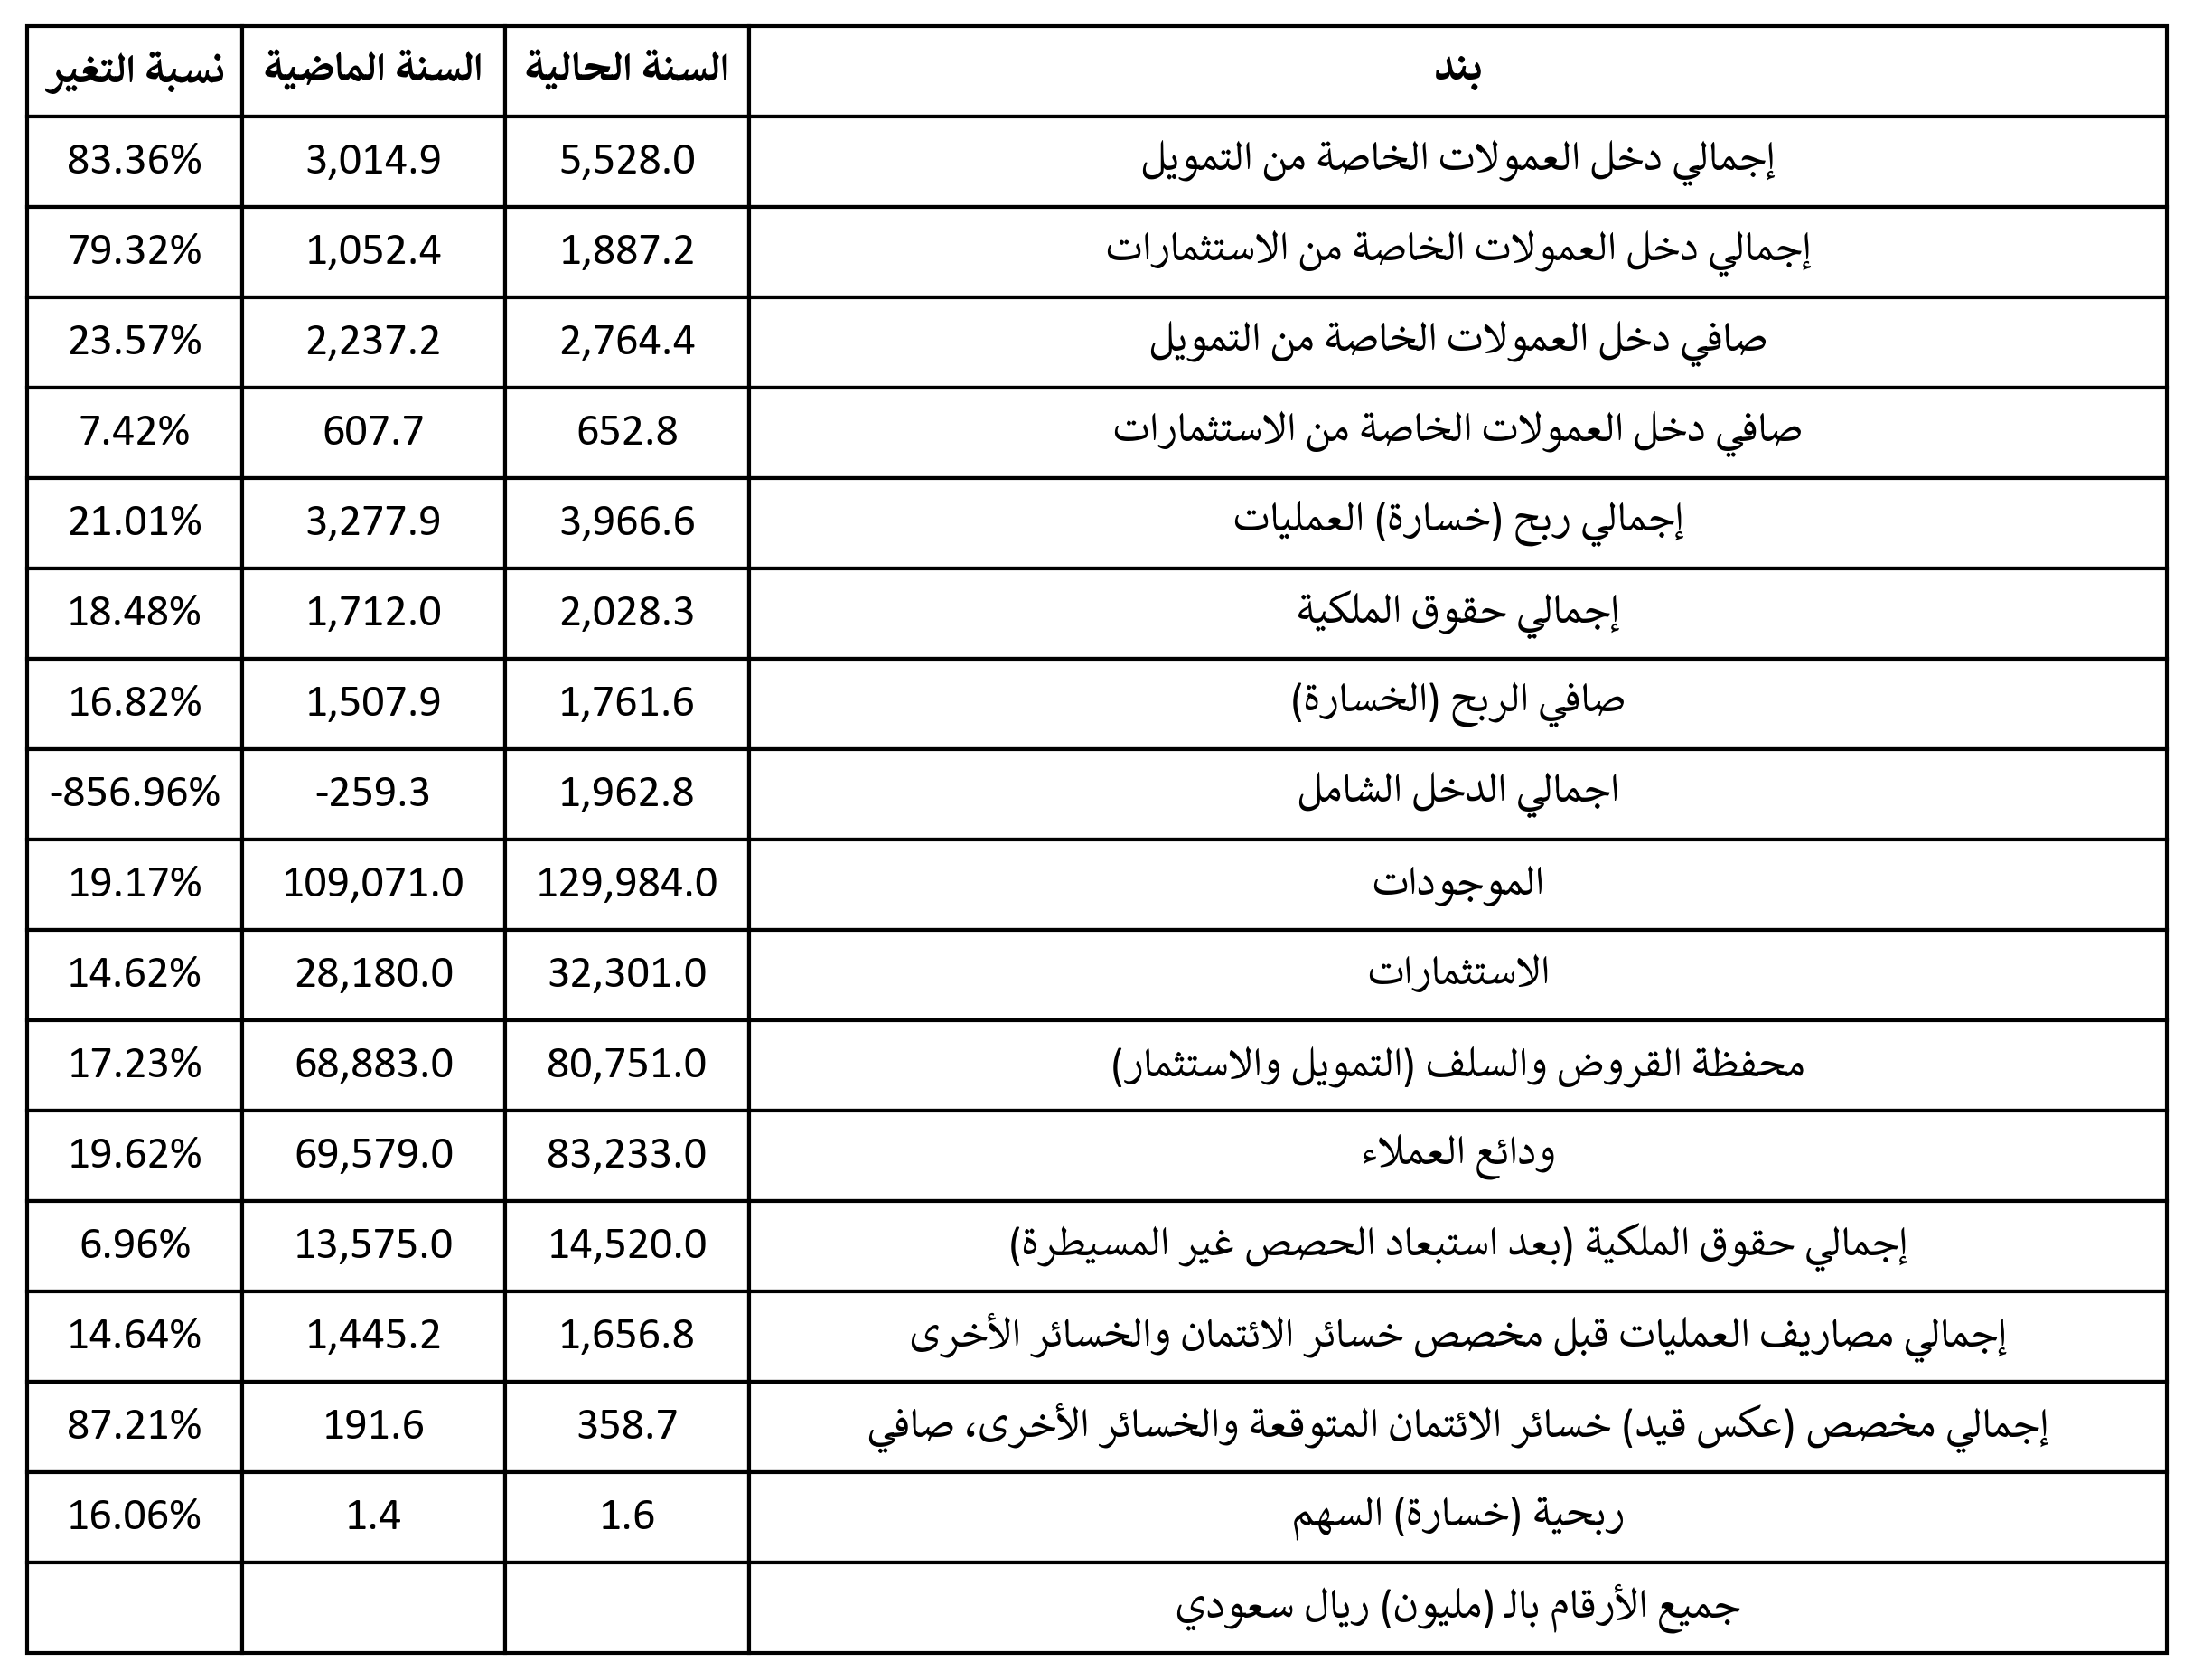 بند السنة الحالية السنة الماضية نسبة التغير
إجمالي دخل العمولات الخاصة من التمويل 5,528.0 3,014.9 83.36%
إجمالي دخل العمولات الخاصة من الاستثمارات 1,887.2 1,052.4 79.32%
صافي دخل العمولات الخاصة من التمويل 2,764.4 2,237.2 23.57%
صافي دخل العمولات الخاصة من الاستثمارات 652.8 607.7 7.42%
إجمالي ربح (خسارة) العمليات 3,966.6 3,277.9 21.01%
إجمالي حقوق الملكية 2,028.3 1,712.0 18.48%
صافي الربح (الخسارة) 1,761.6 1,507.9 16.82%
اجمالي الدخل الشامل 1,962.8 -259.3 -856.96%
الموجودات 129,984.0 109,071.0 19.17%
الاستثمارات 32,301.0 28,180.0 14.62%
محفظة القروض والسلف (التمويل والاستثمار) 80,751.0 68,883.0 17.23%
ودائع العملاء 83,233.0 69,579.0 19.62%
إجمالي حقوق الملكية (بعد استبعاد الحصص غير المسيطرة) 14,520.0 13,575.0 6.96%
إجمالي مصاريف العمليات قبل مخصص خسائر الائتمان والخسائر الأخرى 1,656.8 1,445.2 14.64%
إجمالي مخصص (عكس قيد) خسائر الائتمان المتوقعة والخسائر الأخرى، صافي 358.7 191.6 87.21%
ربحية (خسارة) السهم 1.6 1.4 16.06%
جميع الأرقام بالـ (مليون) ريال سعودي